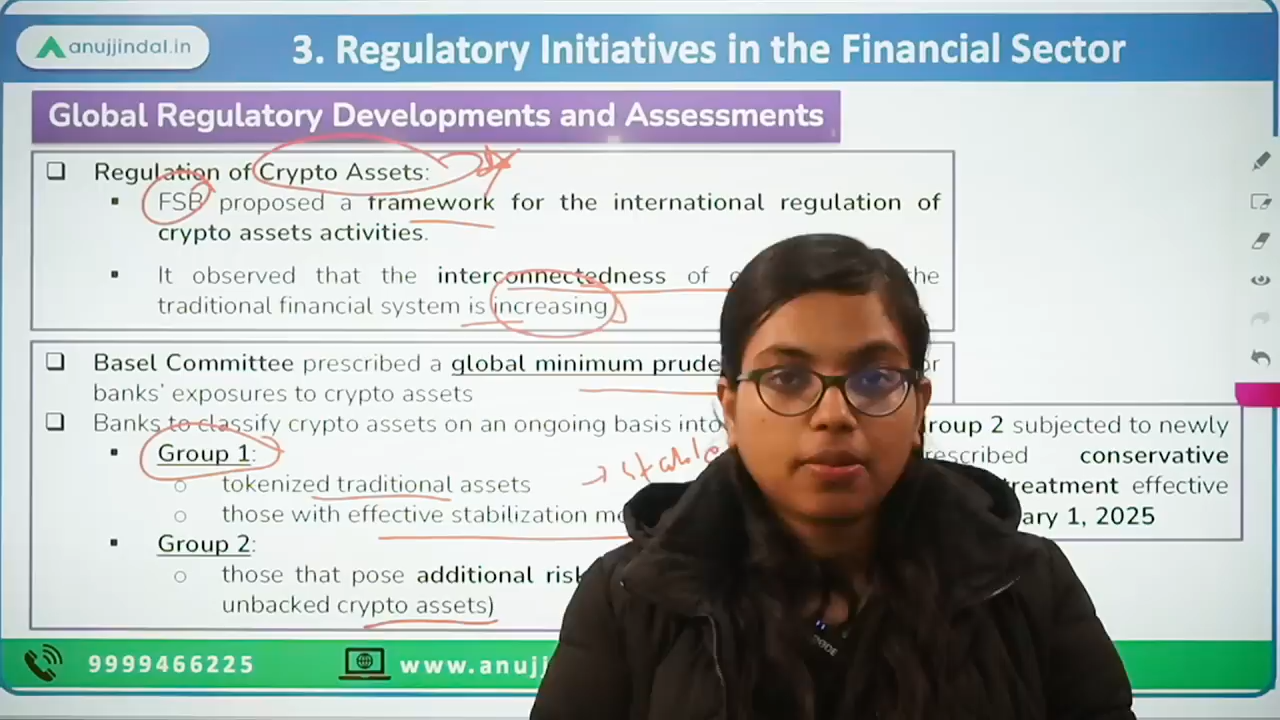 anujjindal.in
3. Regulatory Initiatives in the Financial Sector
Global Regulatory Developments and Assessments
❑ Regulation of Crypto Assets:
▪ FSB proposed a framework for the international regulation of
crypto assets activities.
▪ It observed that the interconnectedness of the
traditional financial system is increasing
❑ Basel Committee prescribed a global minimum
banks' exposures to crypto assets
❑ Banks to classify crypto assets on an ongoing basis into
▪ Group 1:
○ tokenized traditional assets
→ stable
○ those with effective stabilization
▪ Group 2:
○ those that pose additional
unbacked crypto assets)
Group 2 subjected to newly
prescribed conservative
treatment effective
1, 2025
9999466225
www.anujj